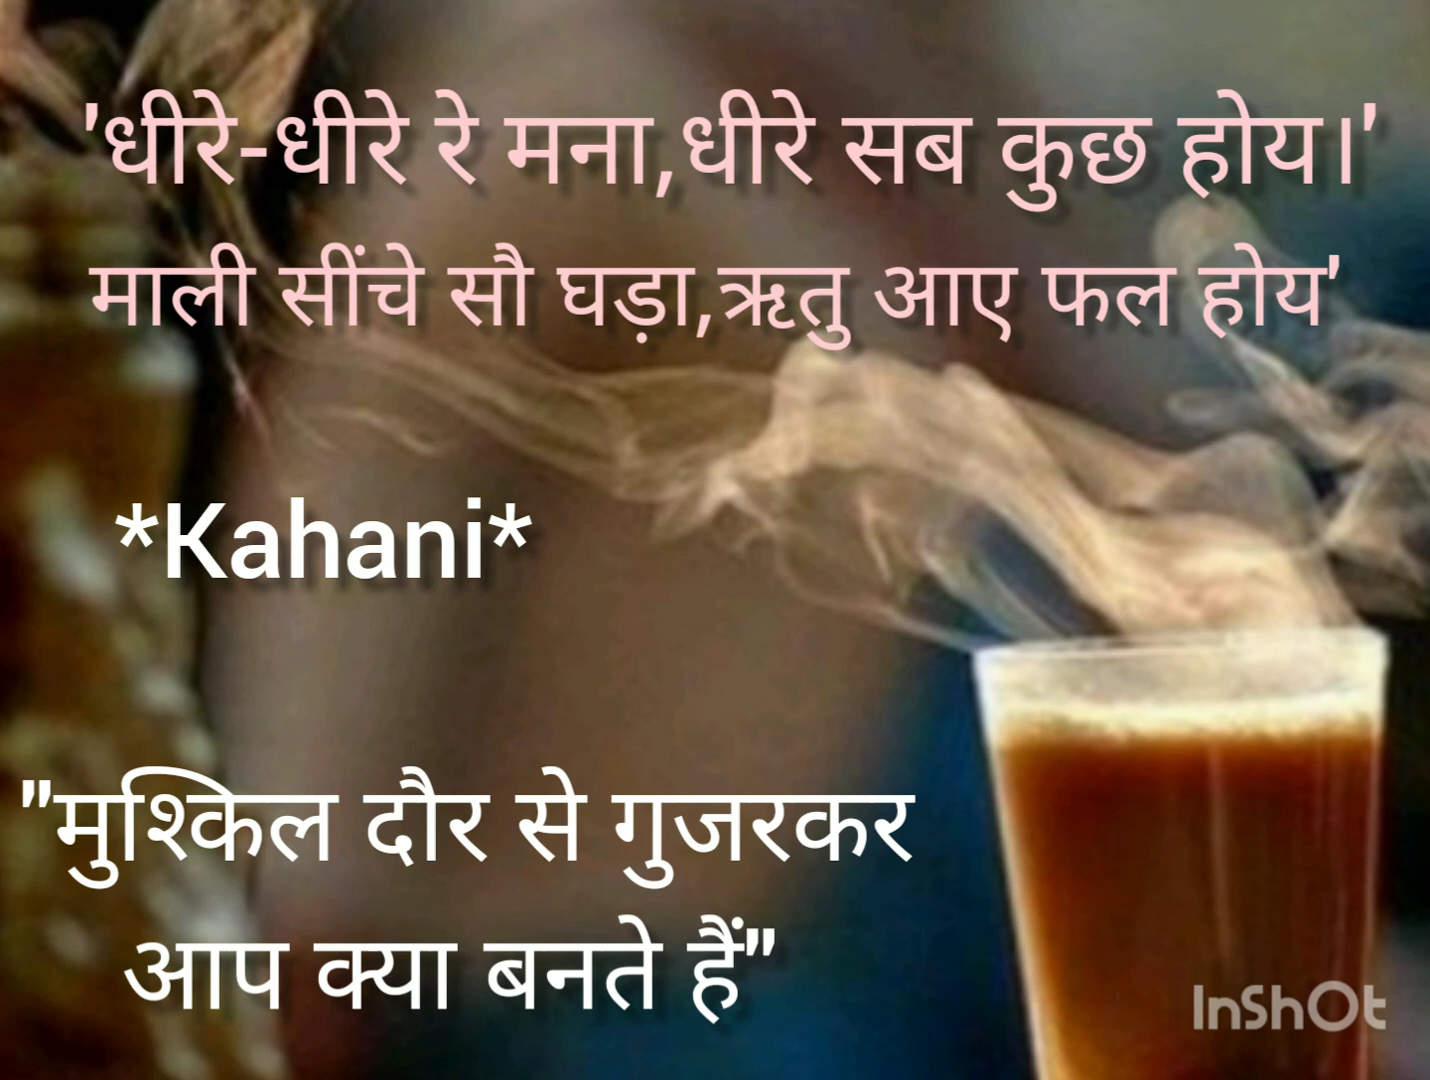 'धीरे-धीरे रे मना,धीरे सब कुछ होय।'
माली सींचे सौ घड़ा,ऋतु आए फल होय'
*Kahani*
"मुश्किल दौर से गुजरकर
आप क्या बनते हैं"
InShOt